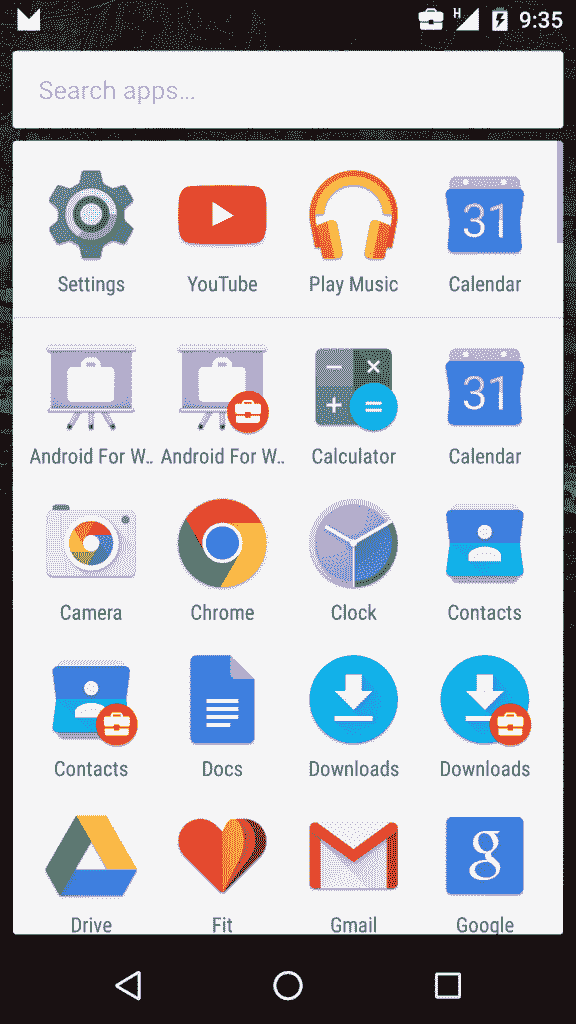 H 9:35
Search apps...
Settings YouTube Play Music Calendar
31
31
Android For W.. Android For W.. Calculator Calendar
Camera Chrome Clock Contacts
Contacts Docs Downloads Downloads
g
Drive Fit Gmail Google